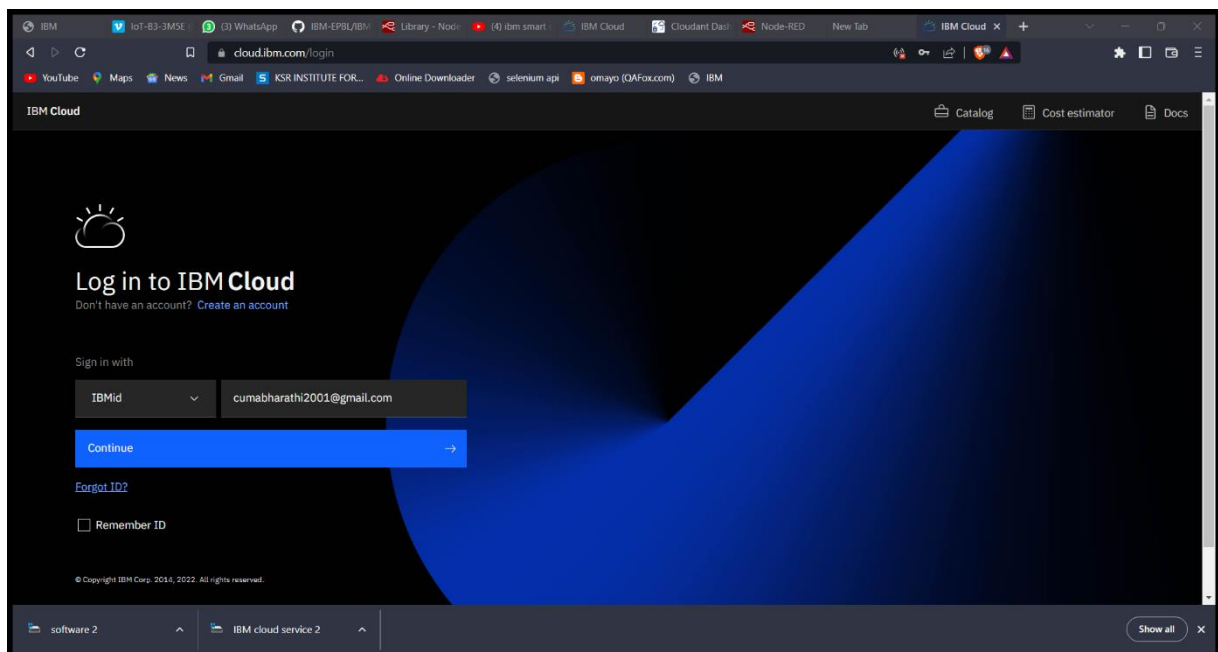 IBM IoT-B3-3M5E (3) WhatsApp IBM-EPBL/IBM Library - Node (4) ibm smart IBM Cloud Cloudant Dash Node-RED New Tab IBM Cloud
cloud.ibm.com/login
YouTube Maps News Gmail KSR INSTITUTE FOR... Online Downloader selenium api omayo (QAFox.com) IBM
IBM Cloud Catalog Cost estimator Docs
Log in to IBM Cloud
Don't have an account? Create an account
Sign in with
IBMid cumabharathi2001@gmail.com
Continue
Forgot ID?
Remember ID
© Copyright IBM Corp. 2014, 2022. All rights reserved.
software 2 IBM cloud service 2 Show all